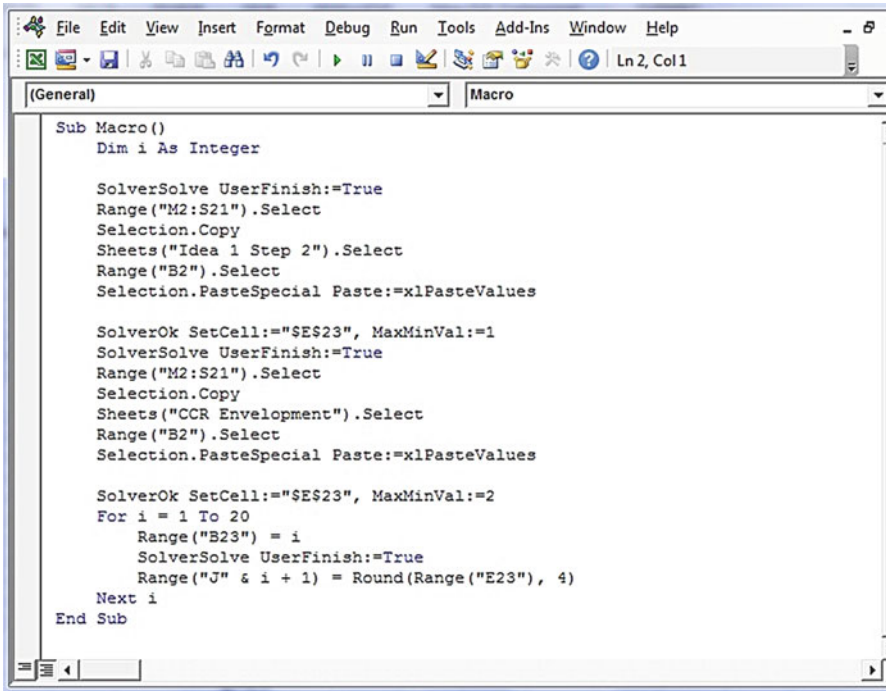 File Edit View Insert Format Debug Run Tools Add-Ins Window Help
Ln 2, Col 1
(General) Macro
Sub Macro()
Dim i As Integer
SolverSolve UserFinish:=True
Range("M2:S21").Select
Selection.Copy
Sheets("Idea 1 Step 2").Select
Range("B2").Select
Selection.PasteSpecial Paste:=xlPasteValues
SolverOk SetCell:="$E$23", MaxMinVal:=1
SolverSolve UserFinish:=True
Range("M2:S21").Select
Selection.Copy
Sheets("CCR Envelopment").Select
Range("B2").Select
Selection.PasteSpecial Paste:=xlPasteValues
SolverOk SetCell:="$E$23", MaxMinVal:=2
For i = 1 To 20
Range("B23") = i
SolverSolve UserFinish:=True
Range("J" & i + 1) = Round(Range("E23"), 4)
Next i
End Sub